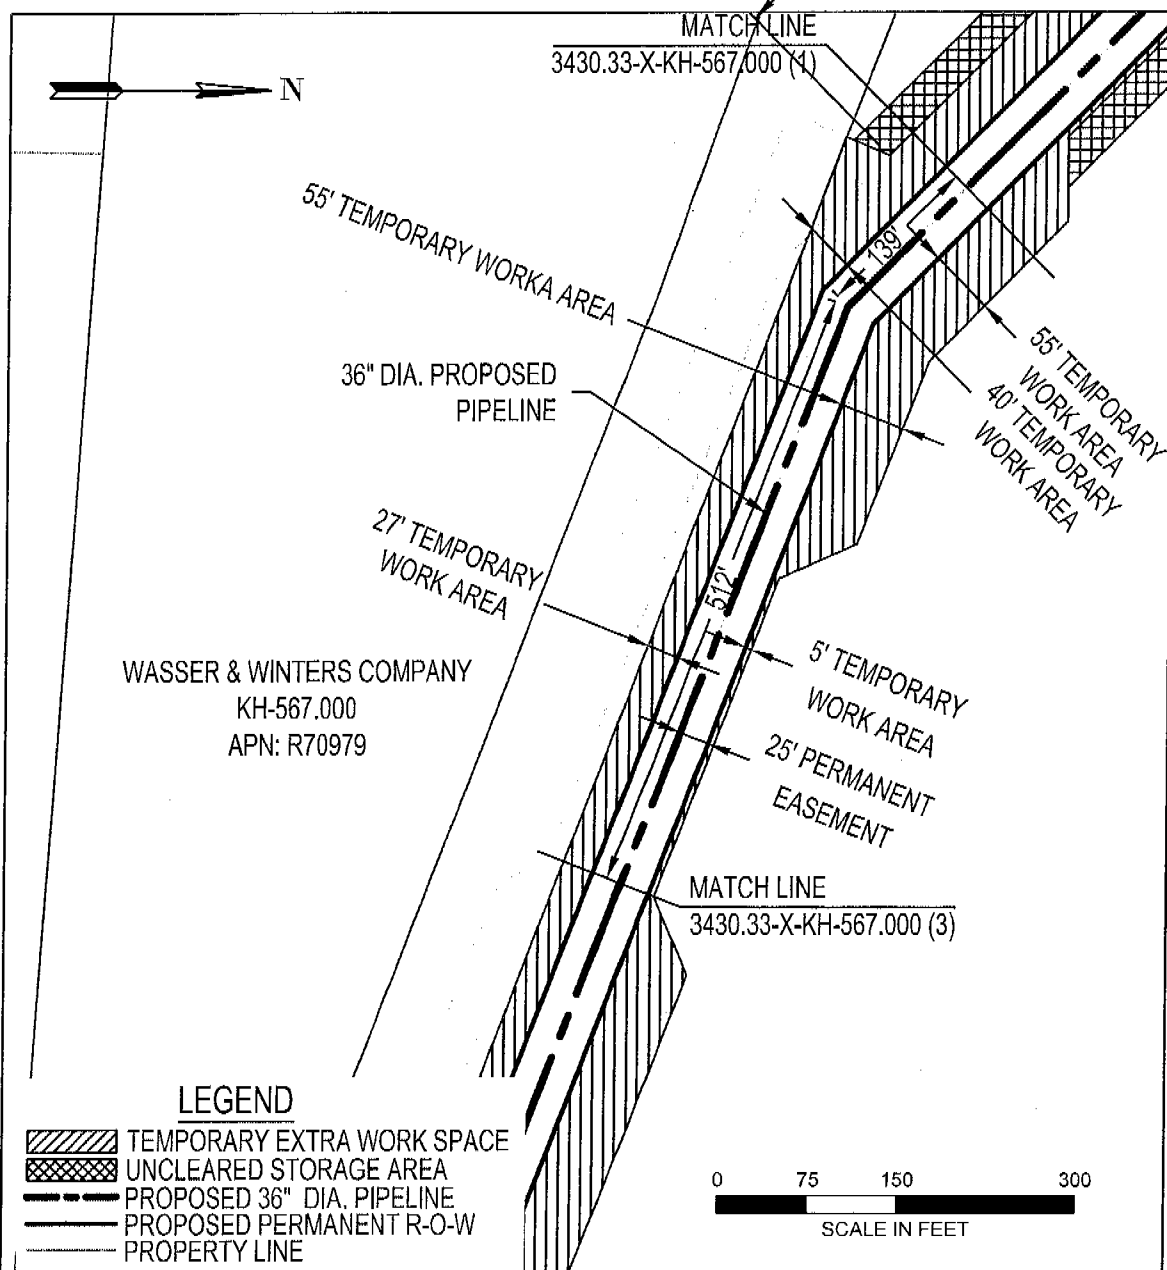 MATCH LINE
3430.33-X-KH-567.000 (1)
N
55' TEMPORARY WORKA AREA
139'
36" DIA. PROPOSED
PIPELINE
55' TEMPORARY
WORK AREA
40' TEMPORARY
WORK AREA
27' TEMPORARY
WORK AREA
512'
WASSER & WINTERS COMPANY
KH-567.000
APN: R70979
5' TEMPORARY
WORK AREA
25' PERMANENT
EASEMENT
MATCH LINE
3430.33-X-KH-567.000 (3)
LEGEND
TEMPORARY EXTRA WORK SPACE
UNCLEARED STORAGE AREA
PROPOSED 36" DIA. PIPELINE
PROPOSED PERMANENT R-O-W
PROPERTY LINE
0 75 150 300
SCALE IN FEET